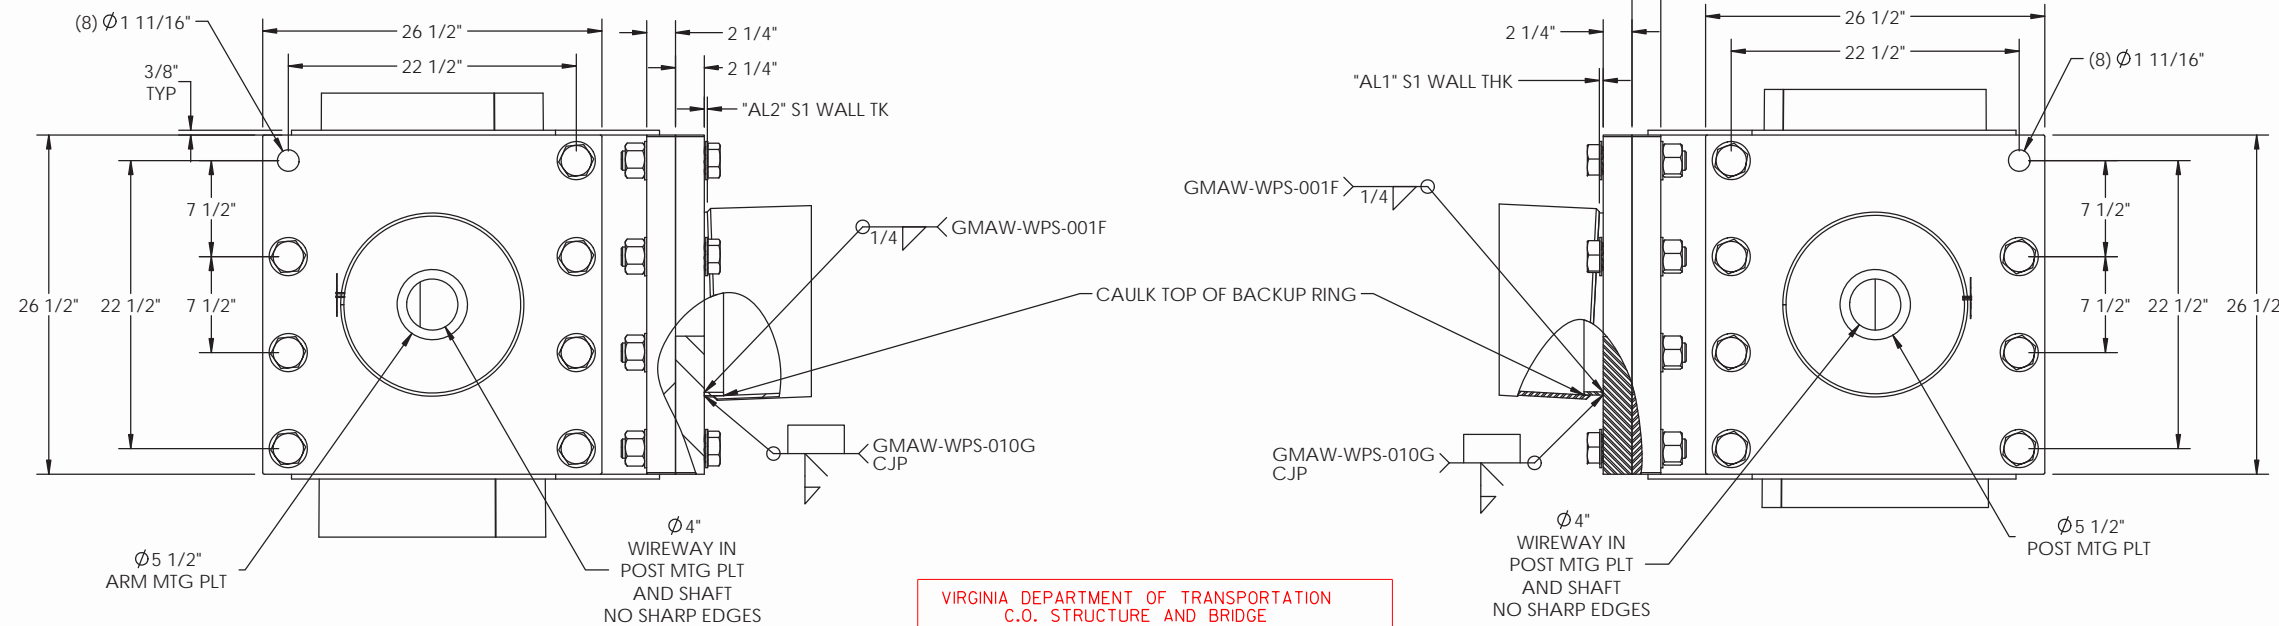 (8) Ø1 11/16"
26 1/2"
22 1/2"
2 1/4"
2 1/4"
3/8"
TYP
"AL2" S1 WALL TK
7 1/2"
7 1/2"
22 1/2"
26 1/2"
1/4
GMAW-WPS-001F
GMAW-WPS-010G
CJP
Ø5 1/2"
ARM MTG PLT
Ø4"
WIREWAY IN
POST MTG PLT
AND SHAFT
NO SHARP EDGES
CAULK TOP OF BACKUP RING
2 1/4"
26 1/2"
22 1/2"
(8) Ø1 11/16"
"AL1" S1 WALL THK
GMAW-WPS-001F
1/4
7 1/2"
7 1/2"
22 1/2"
26 1/2
GMAW-WPS-010G
CJP
Ø4"
WIREWAY IN
POST MTG PLT
AND SHAFT
NO SHARP EDGES
Ø5 1/2"
POST MTG PLT
VIRGINIA DEPARTMENT OF TRANSPORTATION
C.O. STRUCTURE AND BRIDGE